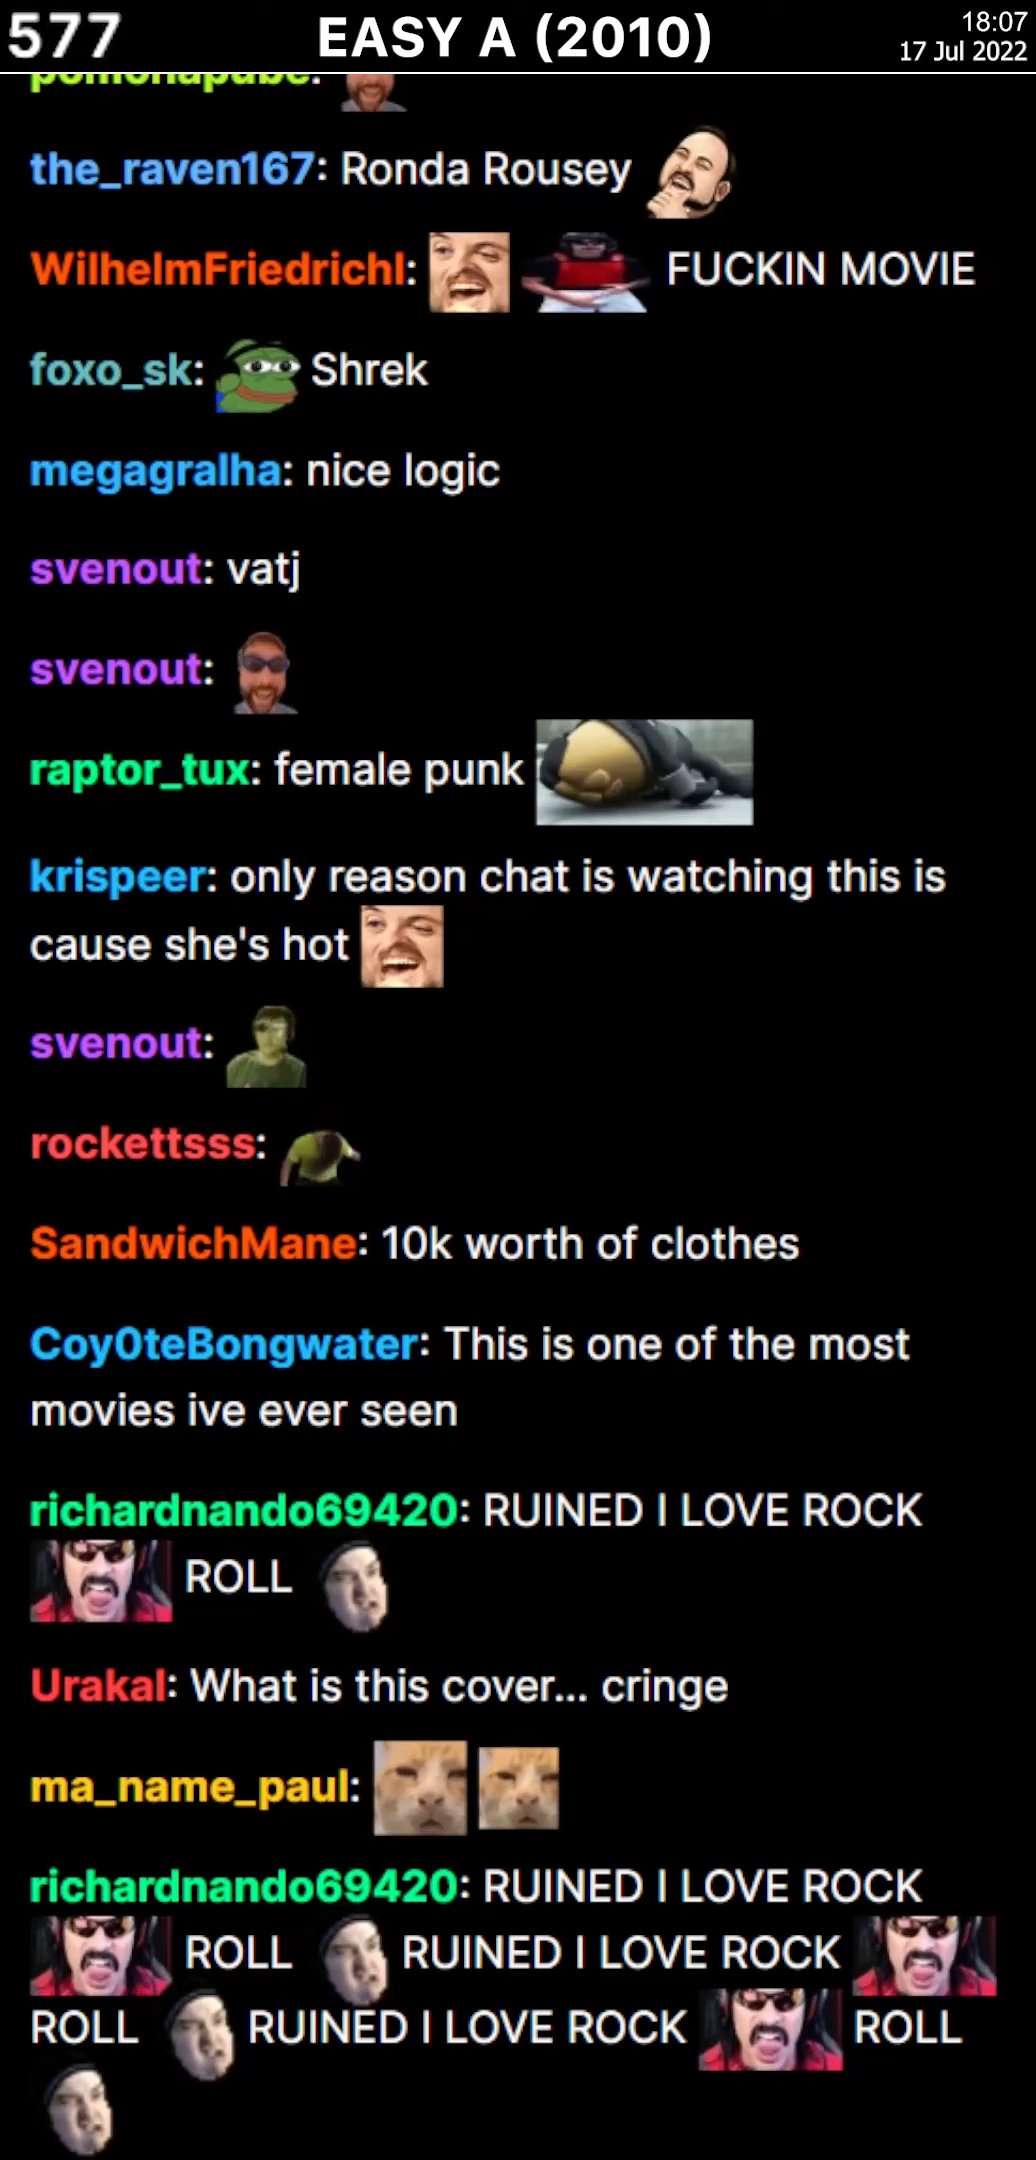 577
EASY A (2010)
18:07
17 Jul 2022
pomonapube:
the_raven167: Ronda Rousey
WilhelmFriedrichI: FUCKIN MOVIE
foxo_sk: Shrek
megagralha: nice logic
svenout: vatj
svenout:
raptor_tux: female punk
krispeer: only reason chat is watching this is
cause she's hot
svenout:
rockettsss:
SandwichMane: 10k worth of clothes
Coy0teBongwater: This is one of the most
movies ive ever seen
richardnando69420: RUINED I LOVE ROCK
ROLL
Urakal: What is this cover... cringe
ma_name_paul:
richardnando69420: RUINED I LOVE ROCK
ROLL RUINED I LOVE ROCK
ROLL RUINED I LOVE ROCK ROLL